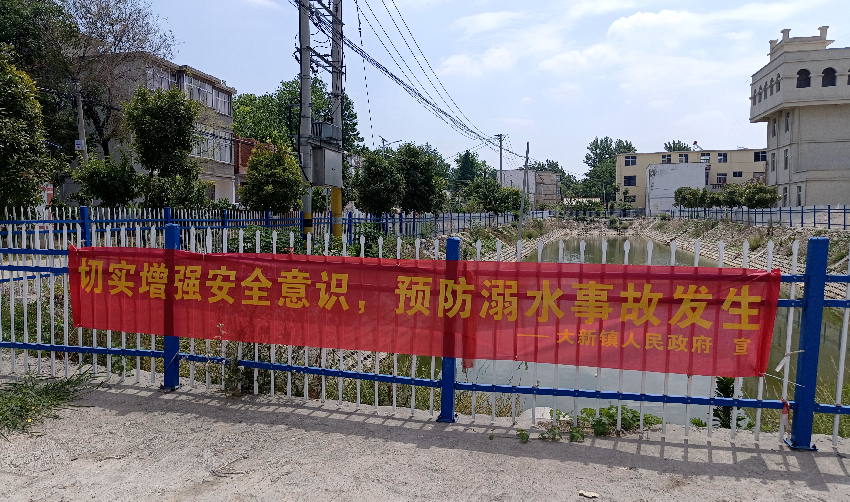 切实增强安全意识，预防溺水事故发生
——大新镇人民政府 宣